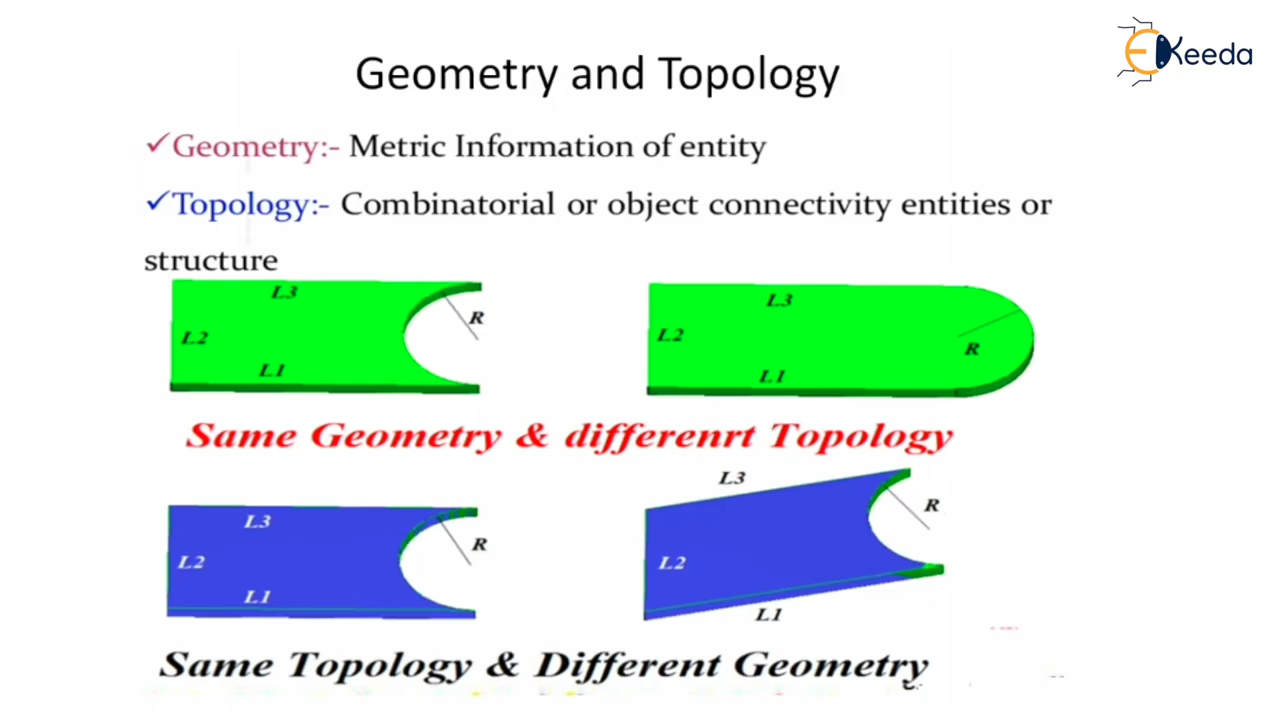 EKeeda
Geometry and Topology
✓Geometry:- Metric Information of entity
✓Topology:- Combinatorial or object connectivity entities or
structure
L3
L2
R
L1
L3
L2
R
L1
Same Geometry & differenrt Topology
L3
L2
R
L1
L3
R
L2
L1
Same Topology & Different Geometry